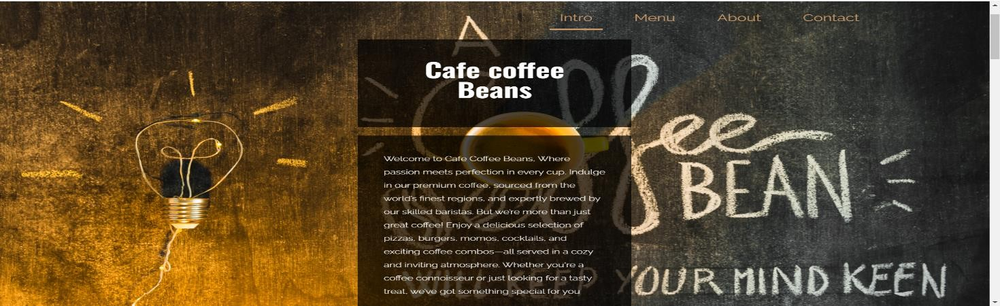 Intro Menu About Contact
A
Cafe coffee
Beans
Coffee
BEAN
Welcome to Cafe Coffee Beans, Where
passion meets perfection in every cup. Indulge
in our premium coffee, sourced from the
world's finest regions, and expertly brewed by
our skilled baristas. But we're more than just
great coffee! Enjoy a delicious selection of
pizzas, burgers, momos, cocktails, and
exciting coffee combos—all served in a cozy
and inviting atmosphere. Whether you're a
coffee connoisseur or just looking for a tasty
treat, we've got something special for you
WILL KEEP YOUR MIND KEEN